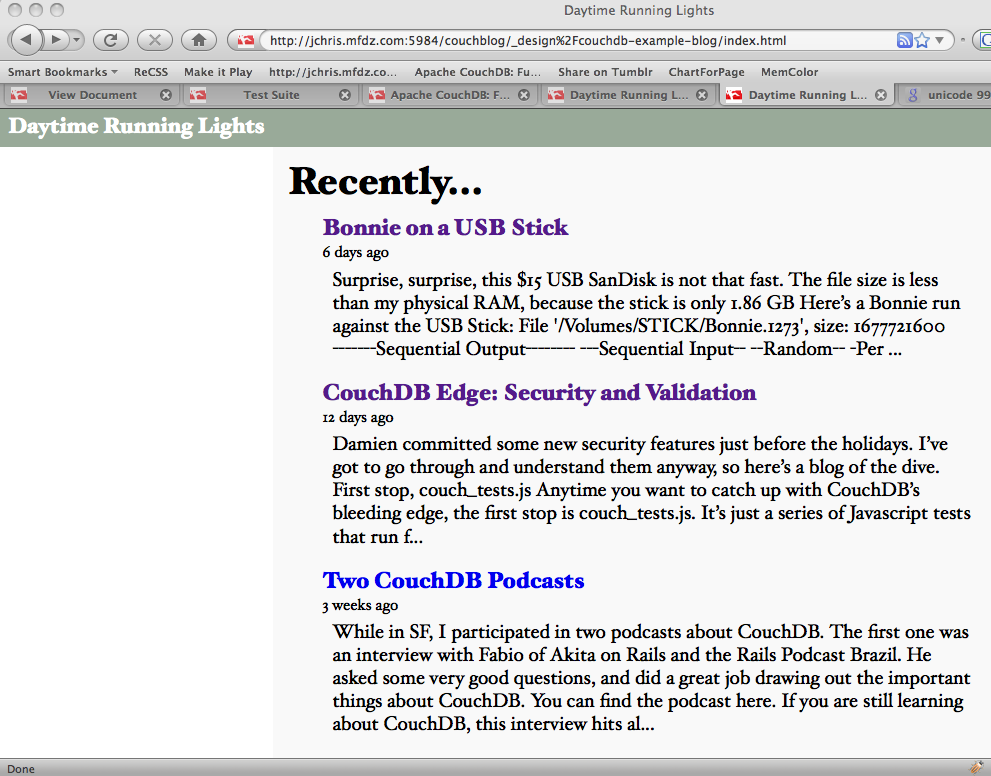 Daytime Running Lights
http://jchris.mfdz.com:5984/couchblog/_design%2Fcouchdb-example-blog/index.html
Smart Bookmarks ReCSS Make it Play http://jchris.mfdz.co... Apache CouchDB: Fu... Share on Tumblr ChartForPage MemColor
View Document Test Suite Apache CouchDB: F... Daytime Running L... Daytime Running L... unicode 99
Daytime Running Lights
Recently...
Bonnie on a USB Stick
6 days ago
Surprise, surprise, this $15 USB SanDisk is not that fast. The file size is less
than my physical RAM, because the stick is only 1.86 GB Here's a Bonnie run
against the USB Stick: File '/Volumes/STICK/Bonnie.1273', size: 1677721600
-------Sequential Output-------- ---Sequential Input-- --Random-- -Per ...
CouchDB Edge: Security and Validation
12 days ago
Damien committed some new security features just before the holidays. I've
got to go through and understand them anyway, so here's a blog of the dive.
First stop, couch_tests.js Anytime you want to catch up with CouchDB's
bleeding edge, the first stop is couch_tests.js. It's just a series of Javascript tests
that run f...
Two CouchDB Podcasts
3 weeks ago
While in SF, I participated in two podcasts about CouchDB. The first one was
an interview with Fabio of Akita on Rails and the Rails Podcast Brazil. He
asked some very good questions, and did a great job drawing out the important
things about CouchDB. You can find the podcast here. If you are still learning
about CouchDB, this interview hits al...
Done